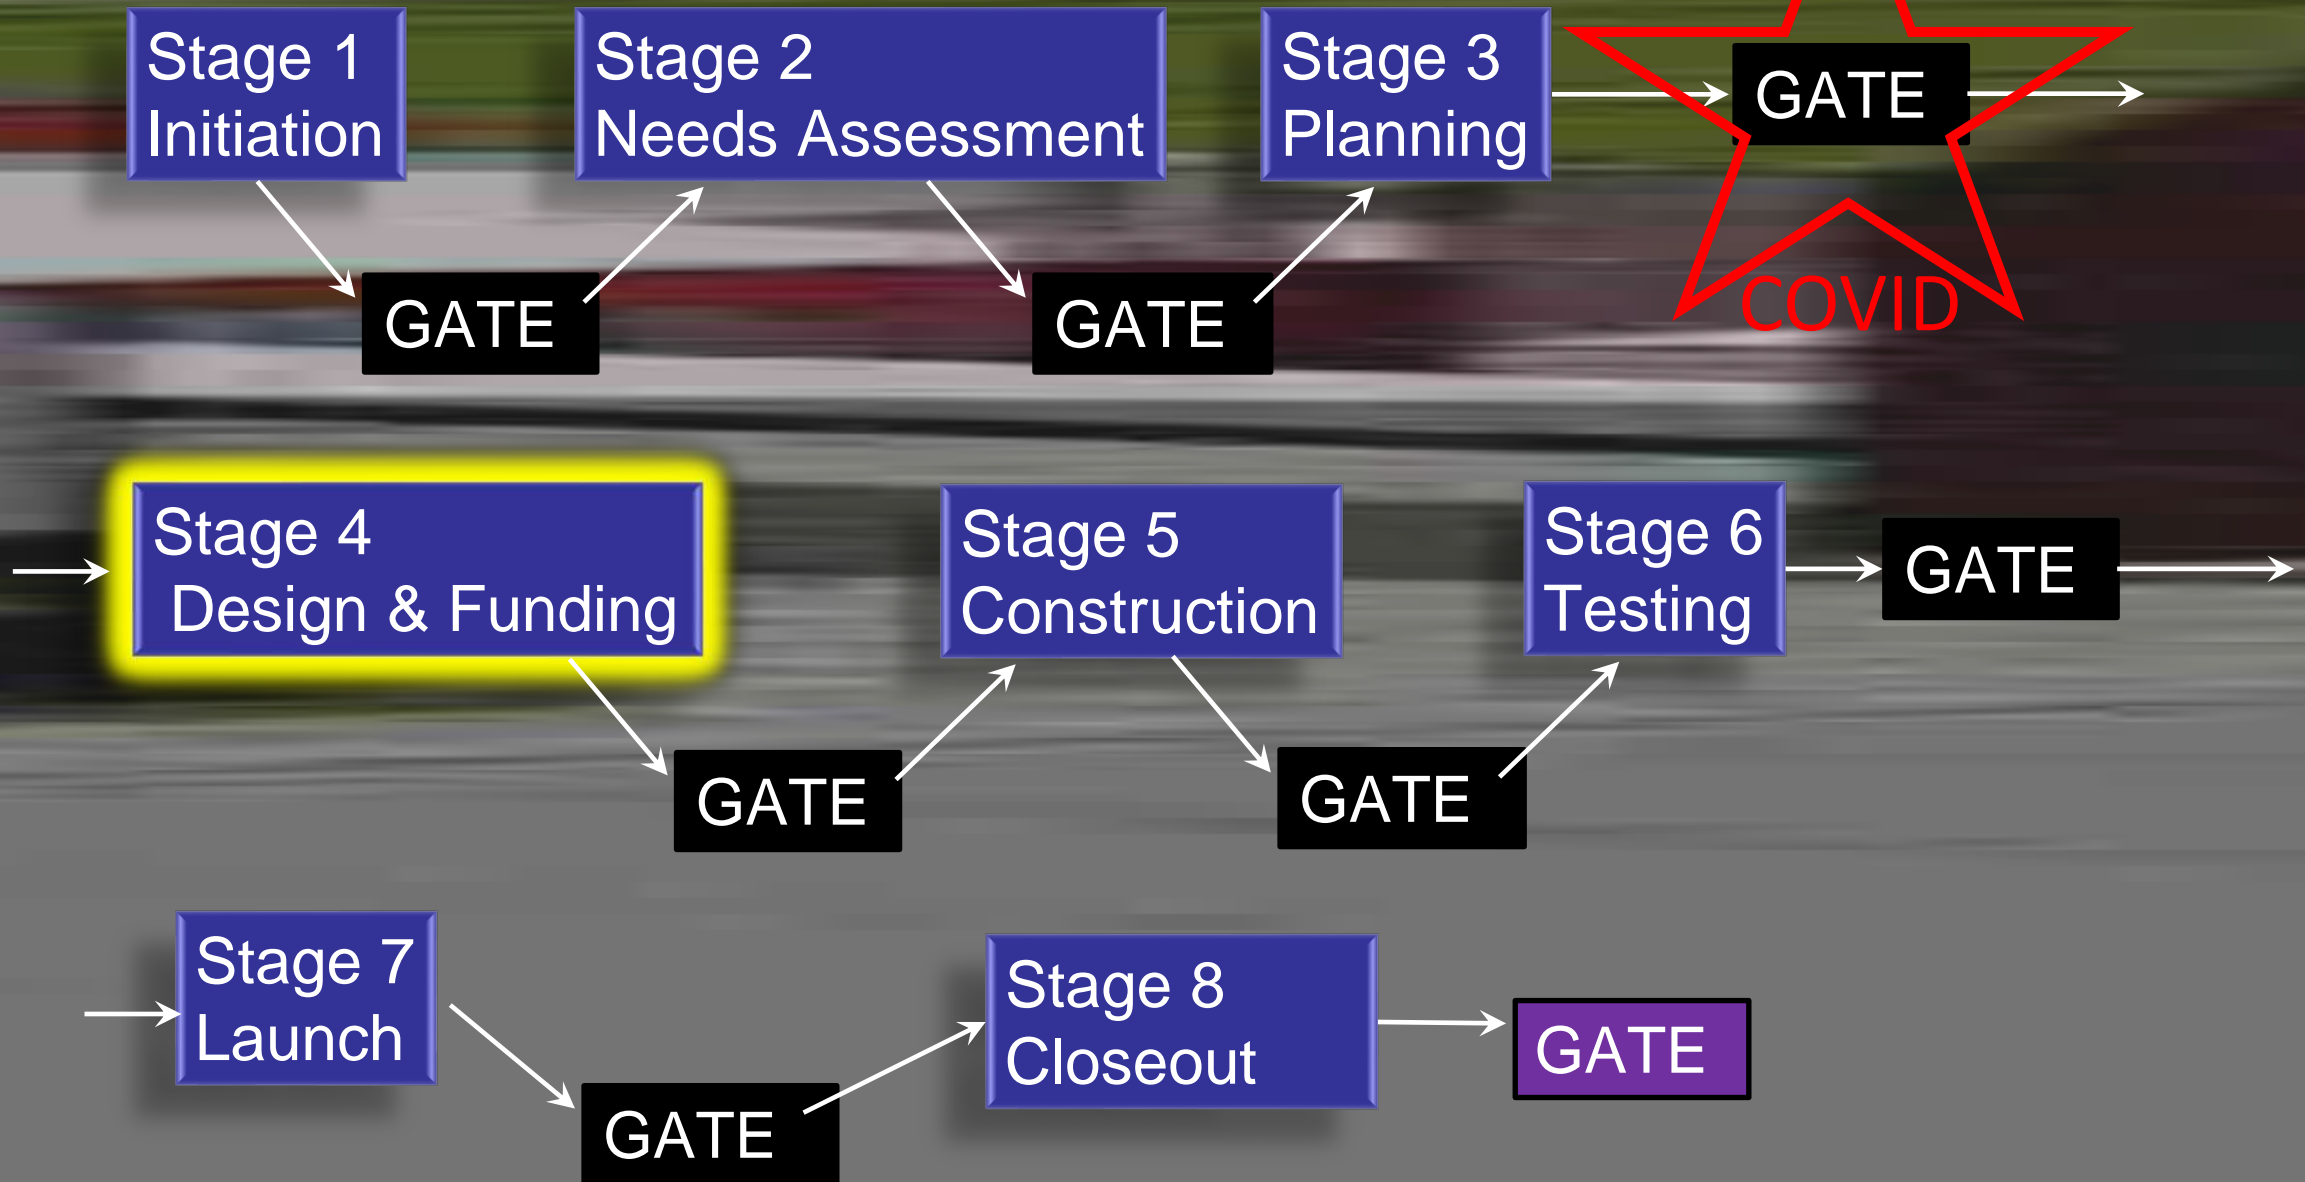 Stage 1
Initiation
Stage 2
Needs Assessment
Stage 3
Planning
GATE
GATE
GATE
COVID
Stage 4
Design & Funding
Stage 5
Construction
Stage 6
Testing
GATE
GATE
GATE
Stage 7
Launch
Stage 8
Closeout
GATE
GATE